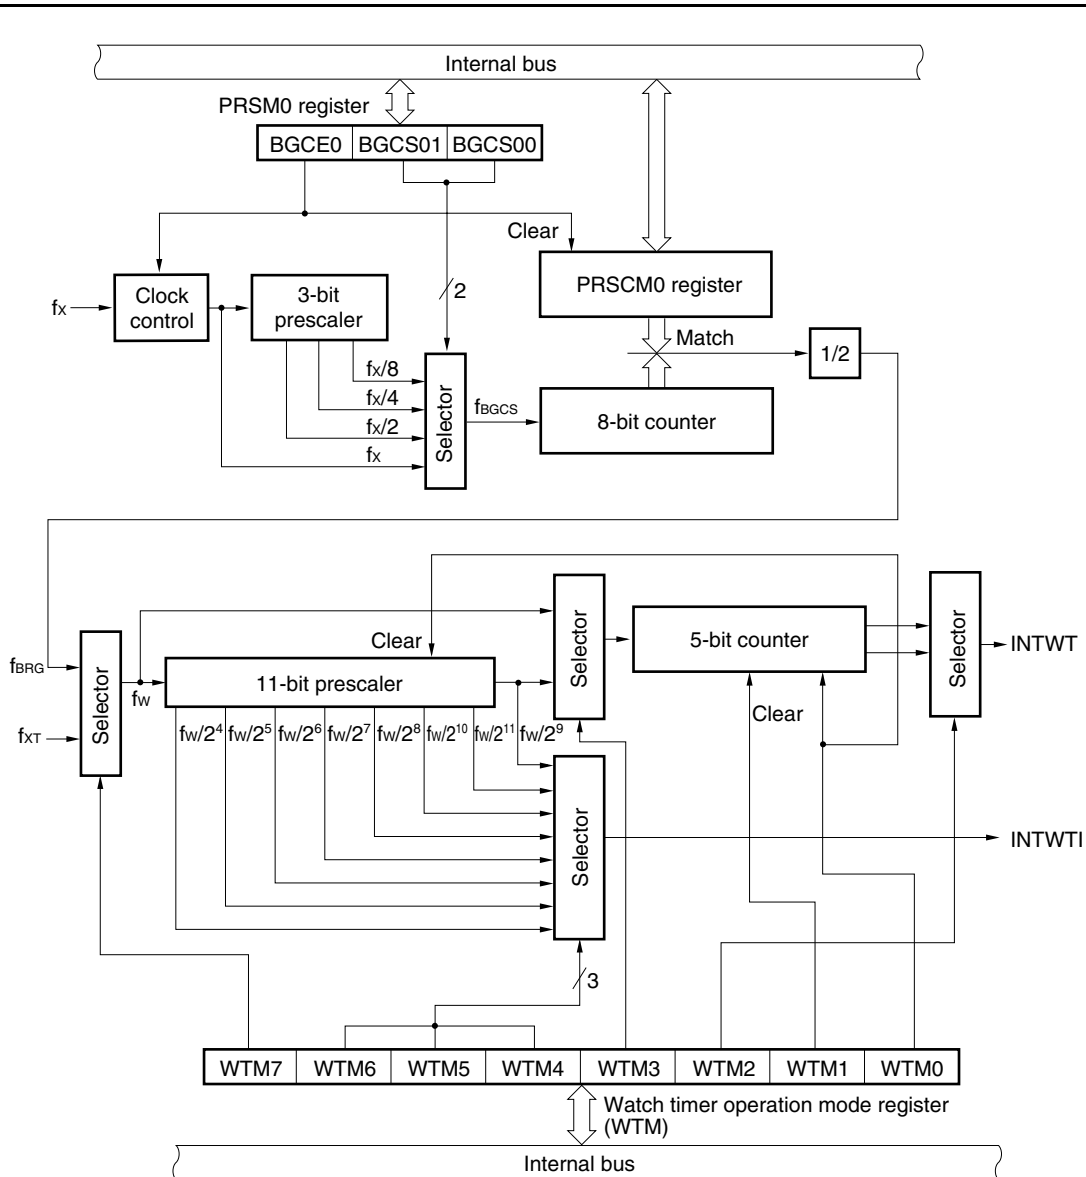 Internal bus
PRSM0 register
BGCE0 BGCS01 BGCS00
Clear
fX
Clock
control
3-bit
prescaler
2
PRSCM0 register
Match
1/2
fX/8
fX/4
fX/2
fX
Selector
fBGCS
8-bit counter
fBRG
fXT
Selector
fW
Clear
11-bit prescaler
Selector
5-bit counter
Clear
Selector
INTWT
fW/2⁴ fW/2⁵ fW/2⁶ fW/2⁷ fW/2⁸ fW/2¹⁰ fW/2¹¹ fW/2⁹
Selector
INTWTI
3
WTM7 WTM6 WTM5 WTM4 WTM3 WTM2 WTM1 WTM0
Watch timer operation mode register
(WTM)
Internal bus